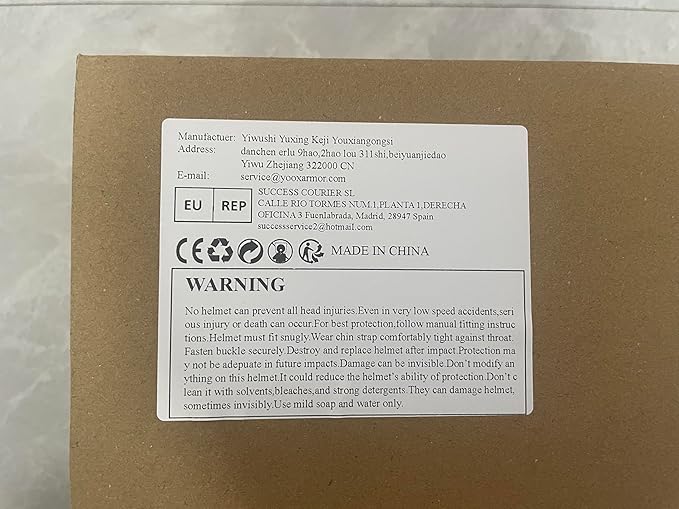 Manufactuer: Yiwushi Yuxing Keji Youxiangongsi
Address: danchen erlu 9hao,2hao lou 311shi,beiyuanjiedao
Yiwu Zhejiang 322000 CN
E-mail: service@yooxarmor.com
EU REP
SUCCESS COURIER SL
CALLE RIO TORMES NUM.1,PLANTA 1,DERECHA
OFICINA 3 Fuenlabrada, Madrid, 28947 Spain
successservice2@hotmail.com
CE MADE IN CHINA
WARNING
No helmet can prevent all head injuries.Even in very low speed accidents,seri
ous injury or death can occur.For best protection,follow manual fitting instruc
tions.Helmet must fit snugly.Wear chin strap comfortably tight against throat.
Fasten buckle securely.Destroy and replace helmet after impact.Protection ma
y not be adepuate in future impacts.Damage can be invisible.Don't modify an
ything on this helmet.It could reduce the helmet's ability of protection.Don't c
lean it with solvents,bleaches,and strong detergents.They can damage helmet,
sometimes invisibly.Use mild soap and water only.